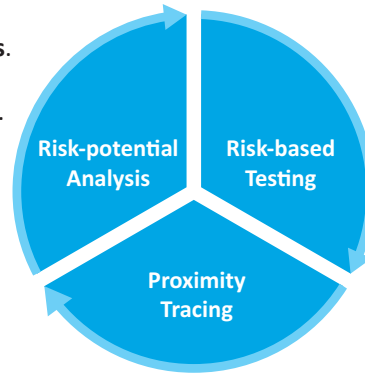 s.
.
Risk-potential
Analysis
Risk-based
Testing
Proximity
Tracing